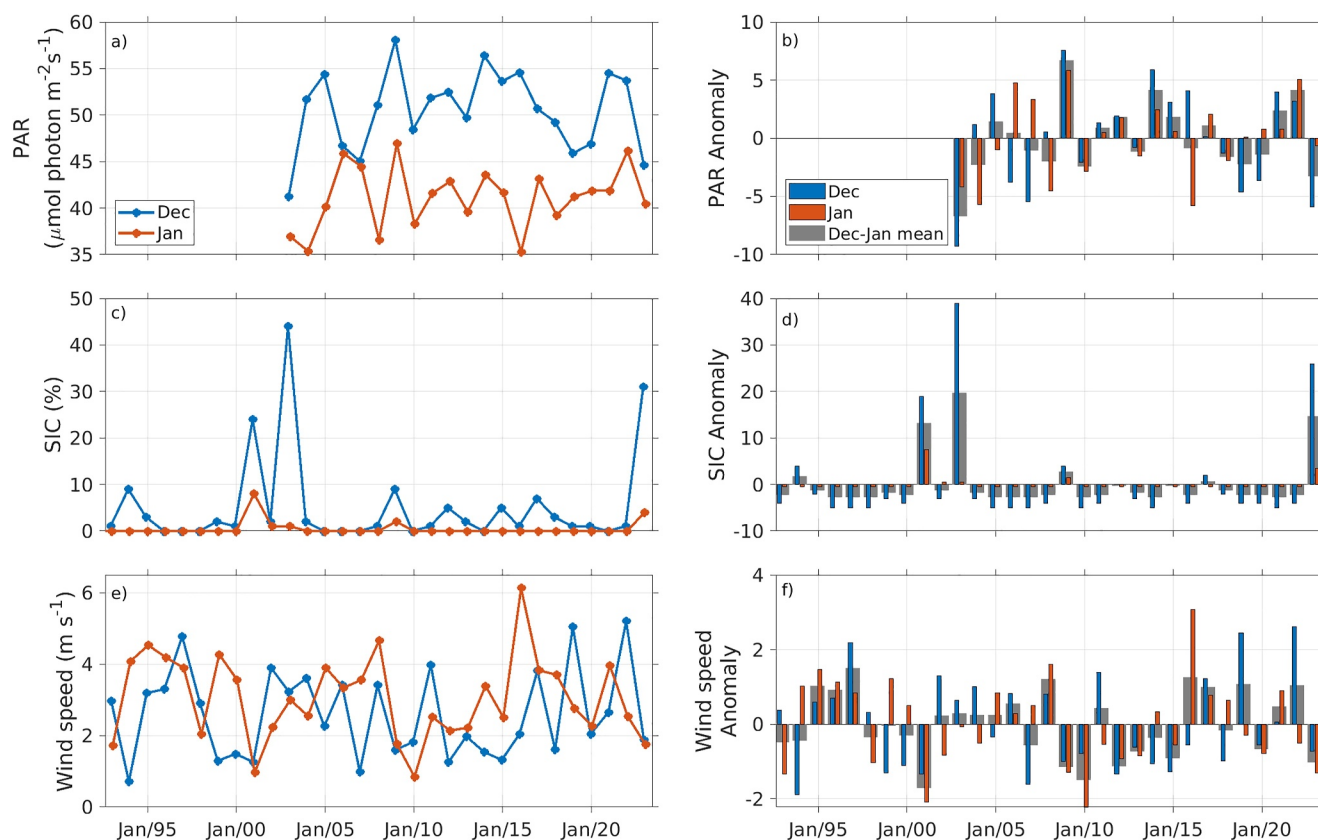 a)
PAR
(μmol photon m-2s-1)
60
55
50
45
40
35
Dec
Jan
b)
PAR Anomaly
10
5
0
-5
-10
Dec
Jan
Dec-Jan mean
c)
SIC (%)
50
40
30
20
10
0
d)
SIC Anomaly
40
30
20
10
0
-10
e)
Wind speed (m s-1)
6
4
2
0
Jan/95 Jan/00 Jan/05 Jan/10 Jan/15 Jan/20
f)
Wind speed
Anomaly
4
2
0
-2
Jan/95 Jan/00 Jan/05 Jan/10 Jan/15 Jan/20